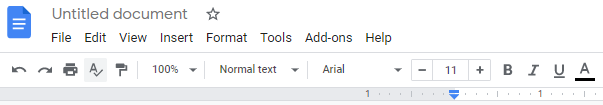 Untitled document
File Edit View Insert Format Tools Add-ons Help
100% Normal text Arial − 11 + B I U A
1 1